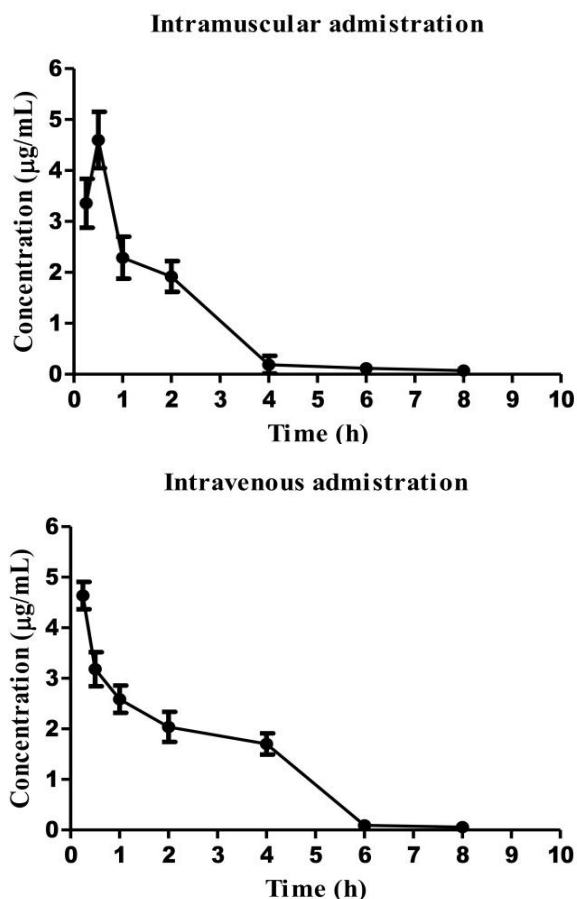 Intramuscular admistration
6
5
4
3
2
1
0
Concentration (µg/mL)
0 1 2 3 4 5 6 7 8 9 10
Time (h)
Intravenous admistration
6
5
4
3
2
1
0
Concentration (µg/mL)
0 1 2 3 4 5 6 7 8 9 10
Time (h)